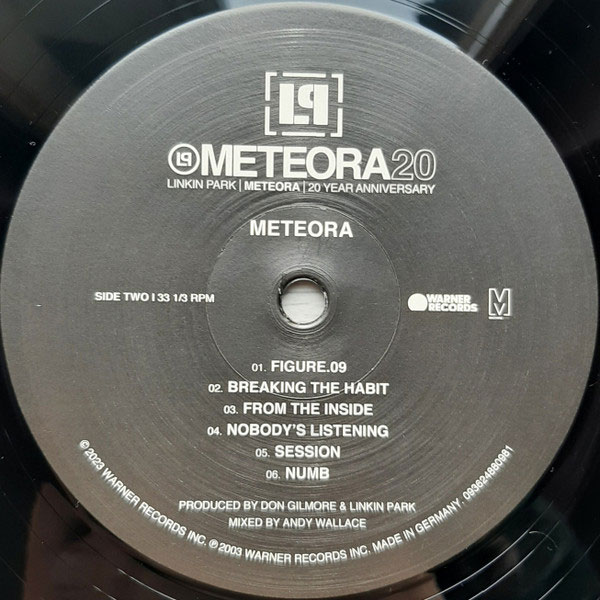 LP
LP METEORA20
LINKIN PARK | METEORA | 20 YEAR ANNIVERSARY
METEORA
SIDE TWO I 33 1/3 RPM
WARNER
RECORDS
M
01. FIGURE.09
02. BREAKING THE HABIT
03. FROM THE INSIDE
04. NOBODY'S LISTENING
05. SESSION
06. NUMB
PRODUCED BY DON GILMORE & LINKIN PARK
MIXED BY ANDY WALLACE
© 2023 WARNER RECORDS INC. ℗ 2003 WARNER RECORDS INC. MADE IN GERMANY. 093624880981